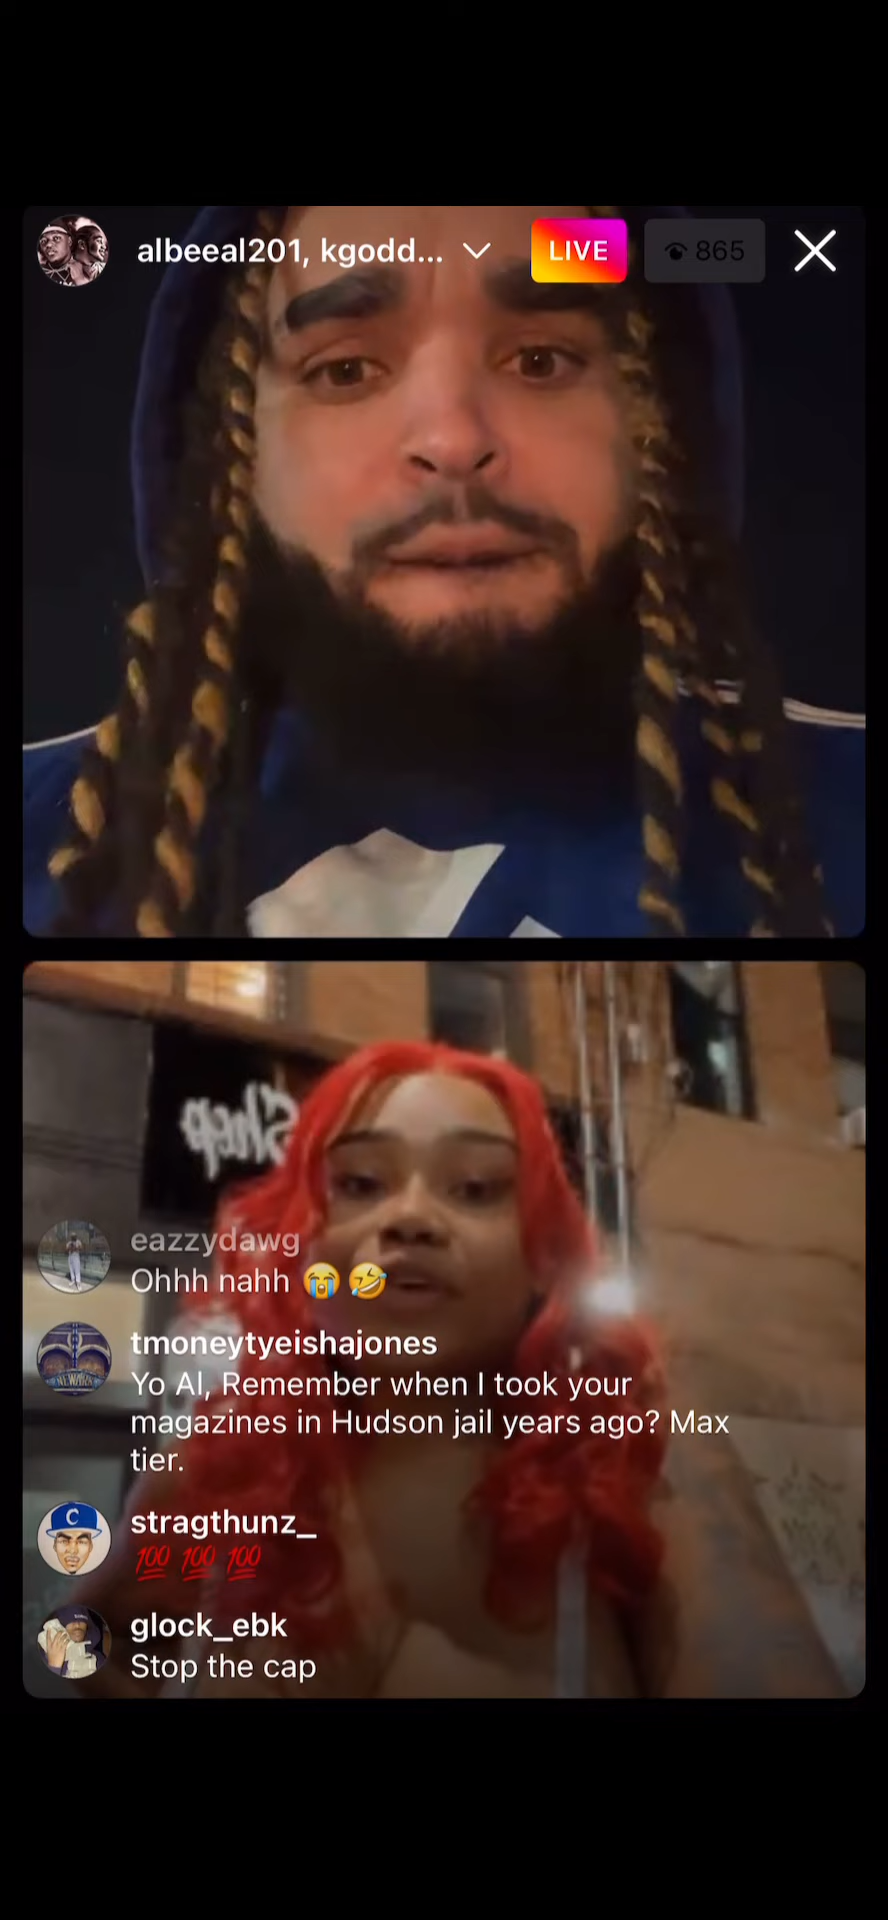 albeeal201, kgodd...
LIVE
865
eazzydawg
Ohhh nahh 😭🤣
tmoneytyeishajones
Yo Al, Remember when I took your
magazines in Hudson jail years ago? Max
tier.
stragthunz_
💯 💯 💯
glock_ebk
Stop the cap
NEWARK
C